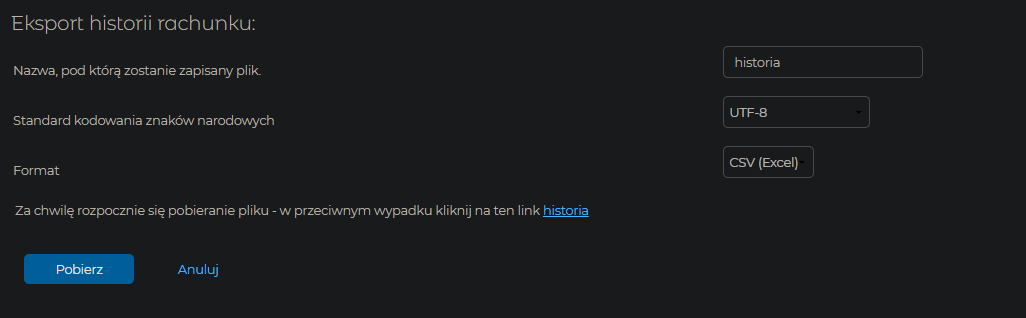 Eksport historii rachunku:
Nazwa, pod którą zostanie zapisany plik.
historia
Standard kodowania znaków narodowych
UTF-8
Format
CSV (Excel)
Za chwilę rozpocznie się pobieranie pliku - w przeciwnym wypadku kliknij na ten link historia
Pobierz Anuluj